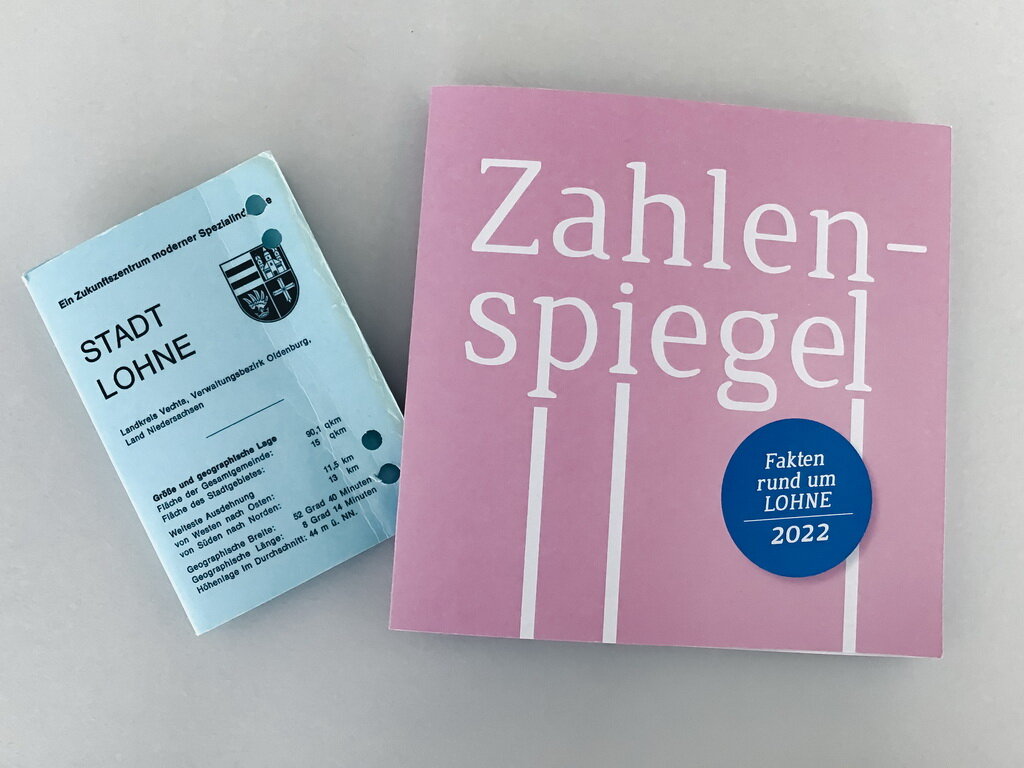 Ein Zukunftszentrum moderner
STADT
LOHNE
Landkreis Vechta, Verwaltungsbezirk Oldenburg,
Land Niedersachsen
Größe und geographische Lage
Fläche der Gesamtgemeinde: 90,1 qkm
Fläche des Stadtgebietes: 15 qkm
Weiteste Ausdehnung
von Westen nach Osten: 11,5 km
von Süden nach Norden: 13 km
Geographische Breite: 52 Grad 40 Minuten
Geographische Länge: 8 Grad 14 Minuten
Höhenlage im Durchschnitt: 44 m ü. NN.
Zahlen-
spiegel
Fakten
rund um
LOHNE
2022